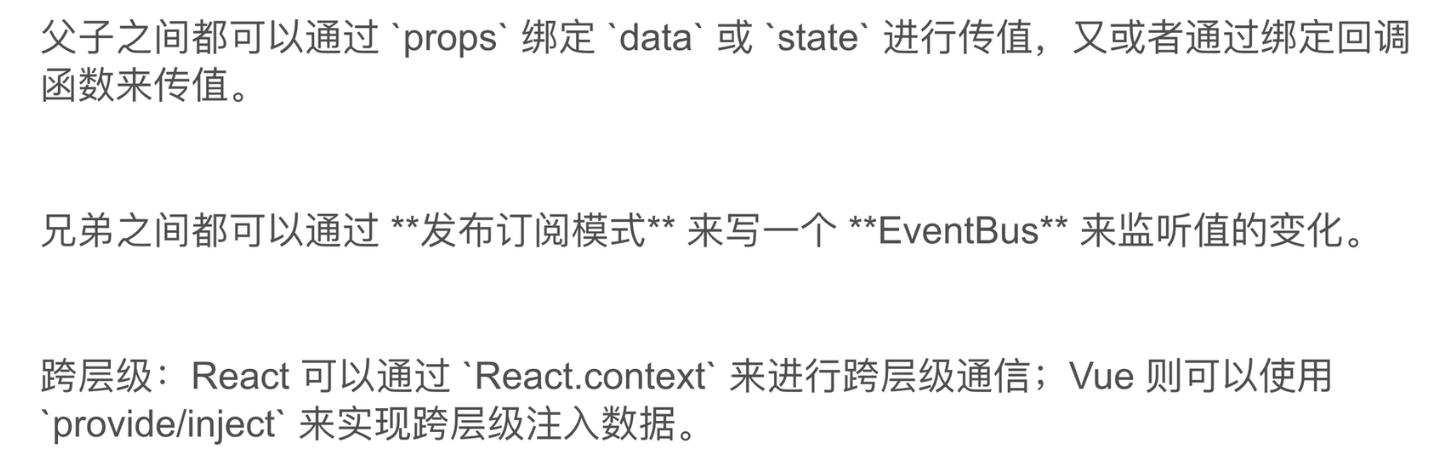 父子之间都可以通过 `props` 绑定 `data` 或 `state` 进行传值，又或者通过绑定回调
函数来传值。
兄弟之间都可以通过 **发布订阅模式** 来写一个 **EventBus** 来监听值的变化。
跨层级：React 可以通过 `React.context` 来进行跨层级通信；Vue 则可以使用
`provide/inject` 来实现跨层级注入数据。